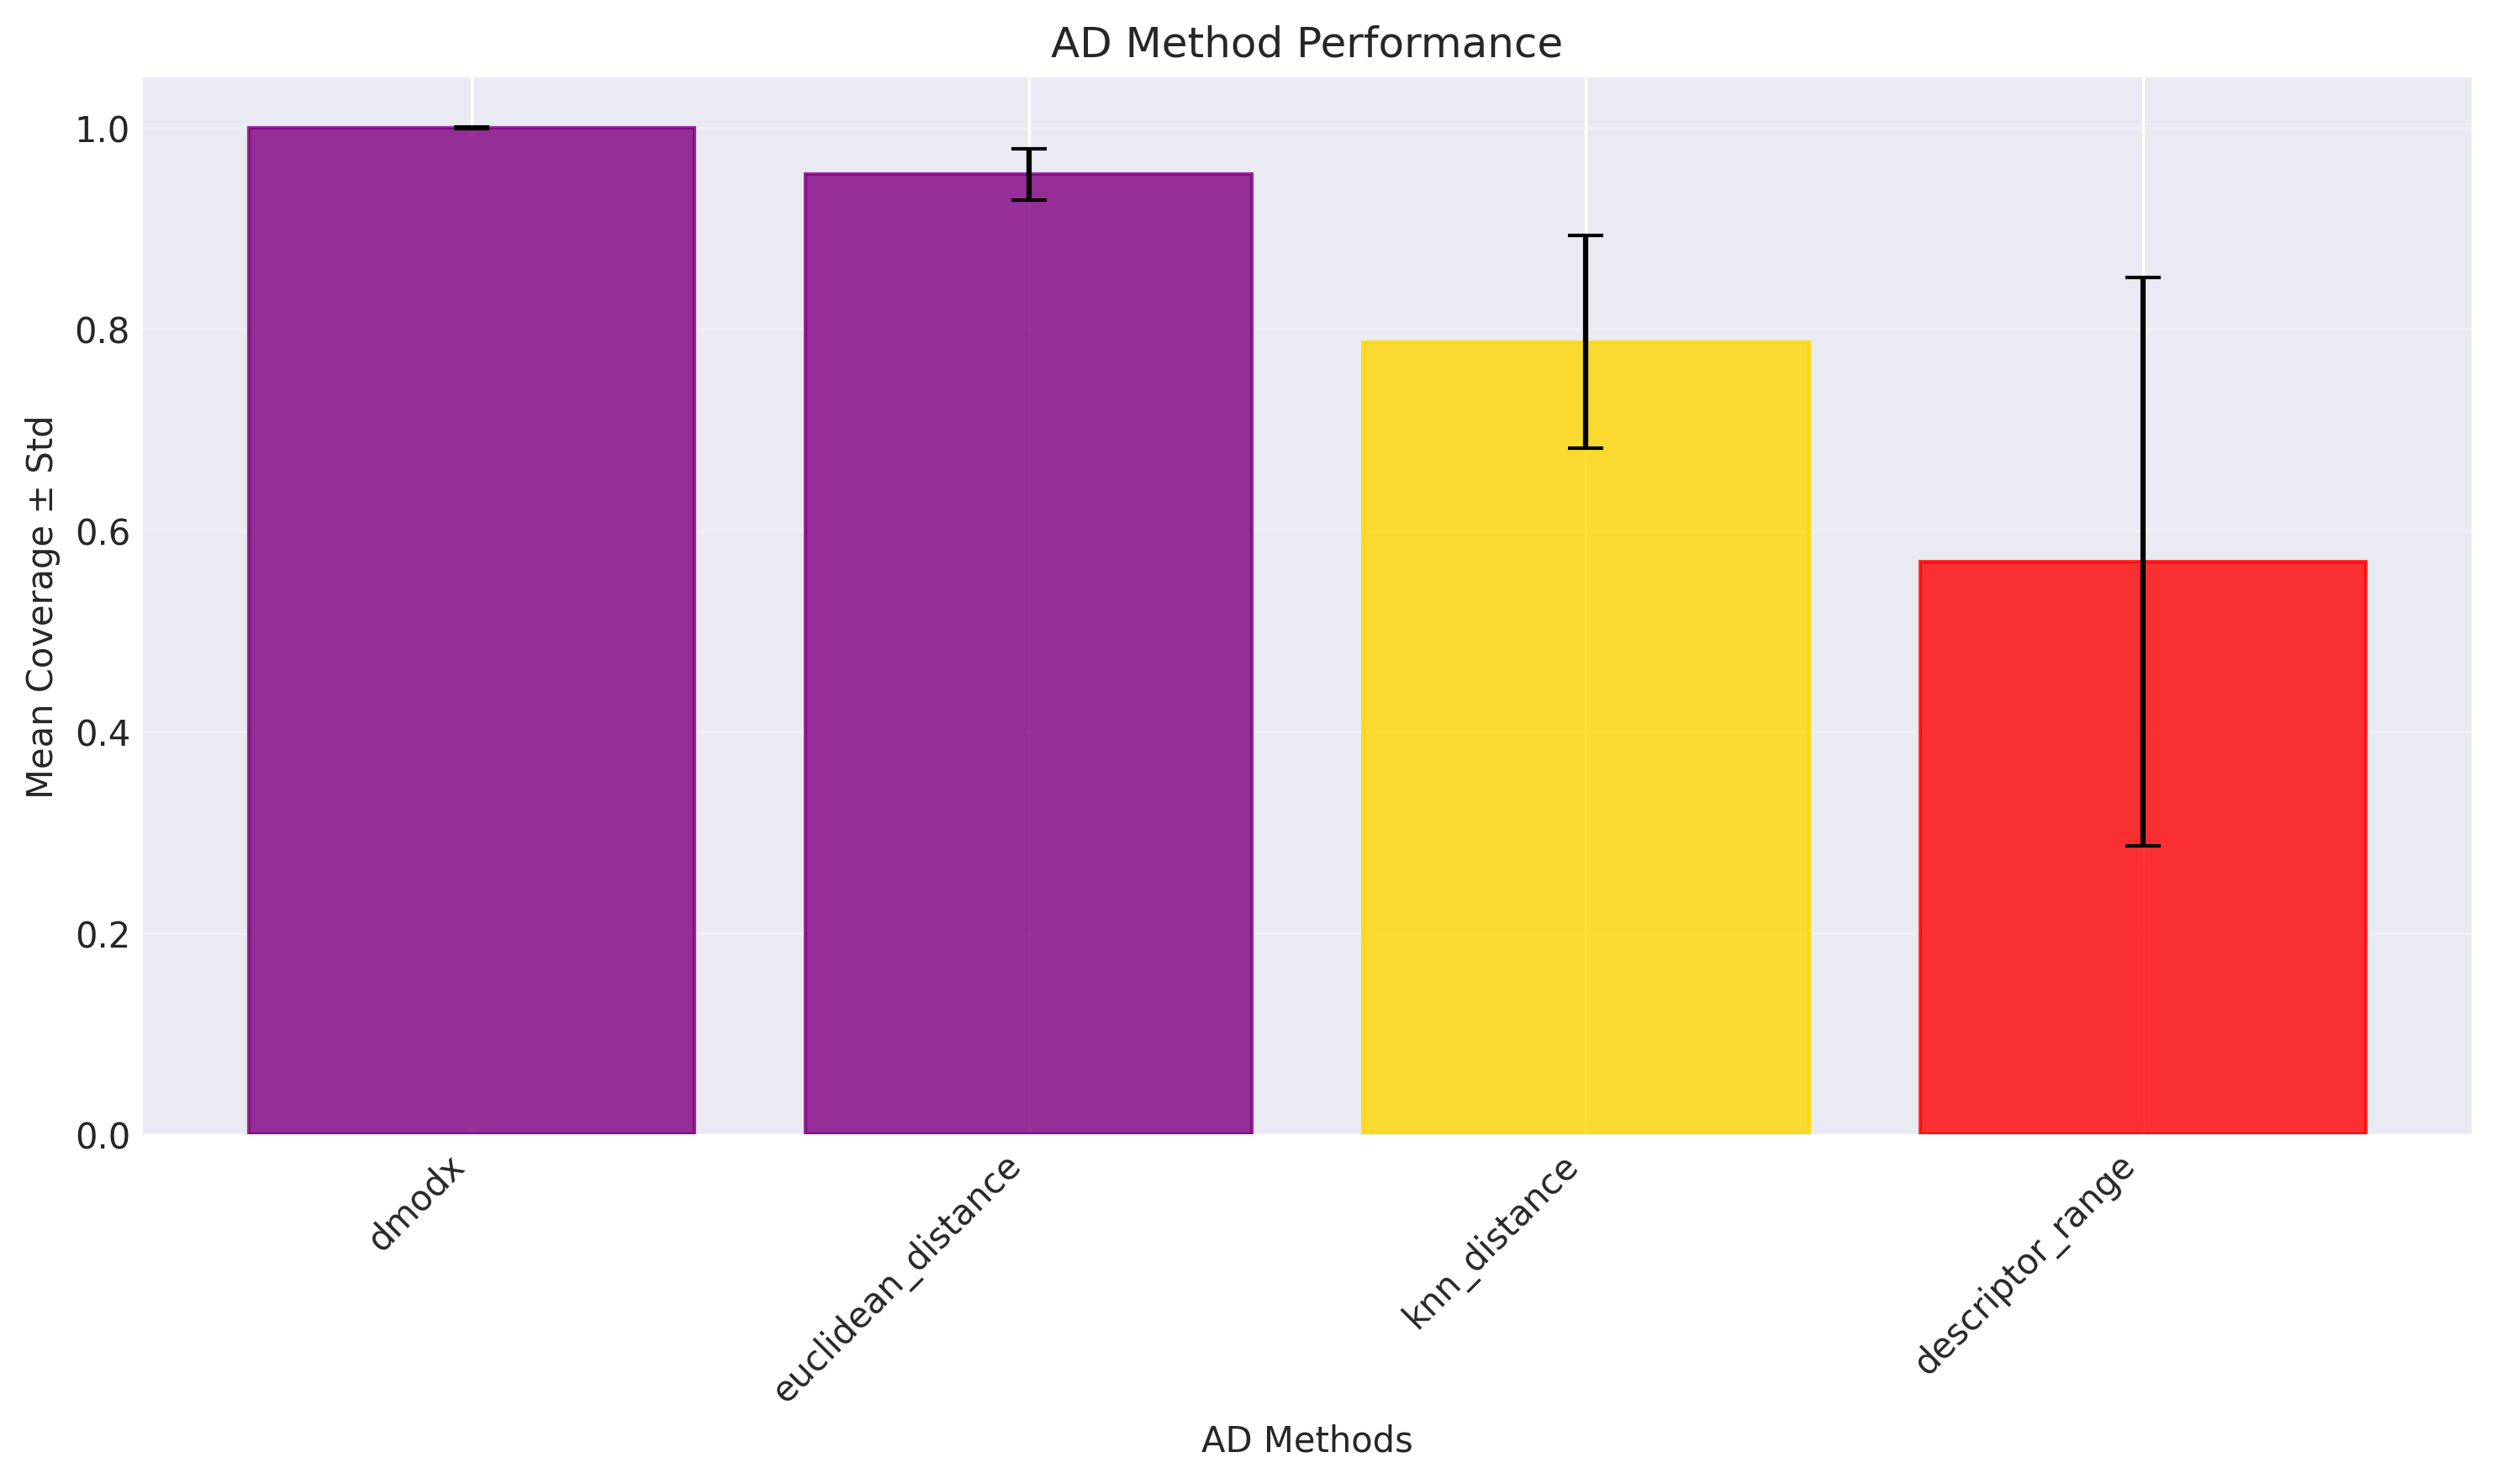 AD Method Performance
Mean Coverage ± Std
1.0
0.8
0.6
0.4
0.2
0.0
dmodx
euclidean_distance
knn_distance
descriptor_range
AD Methods